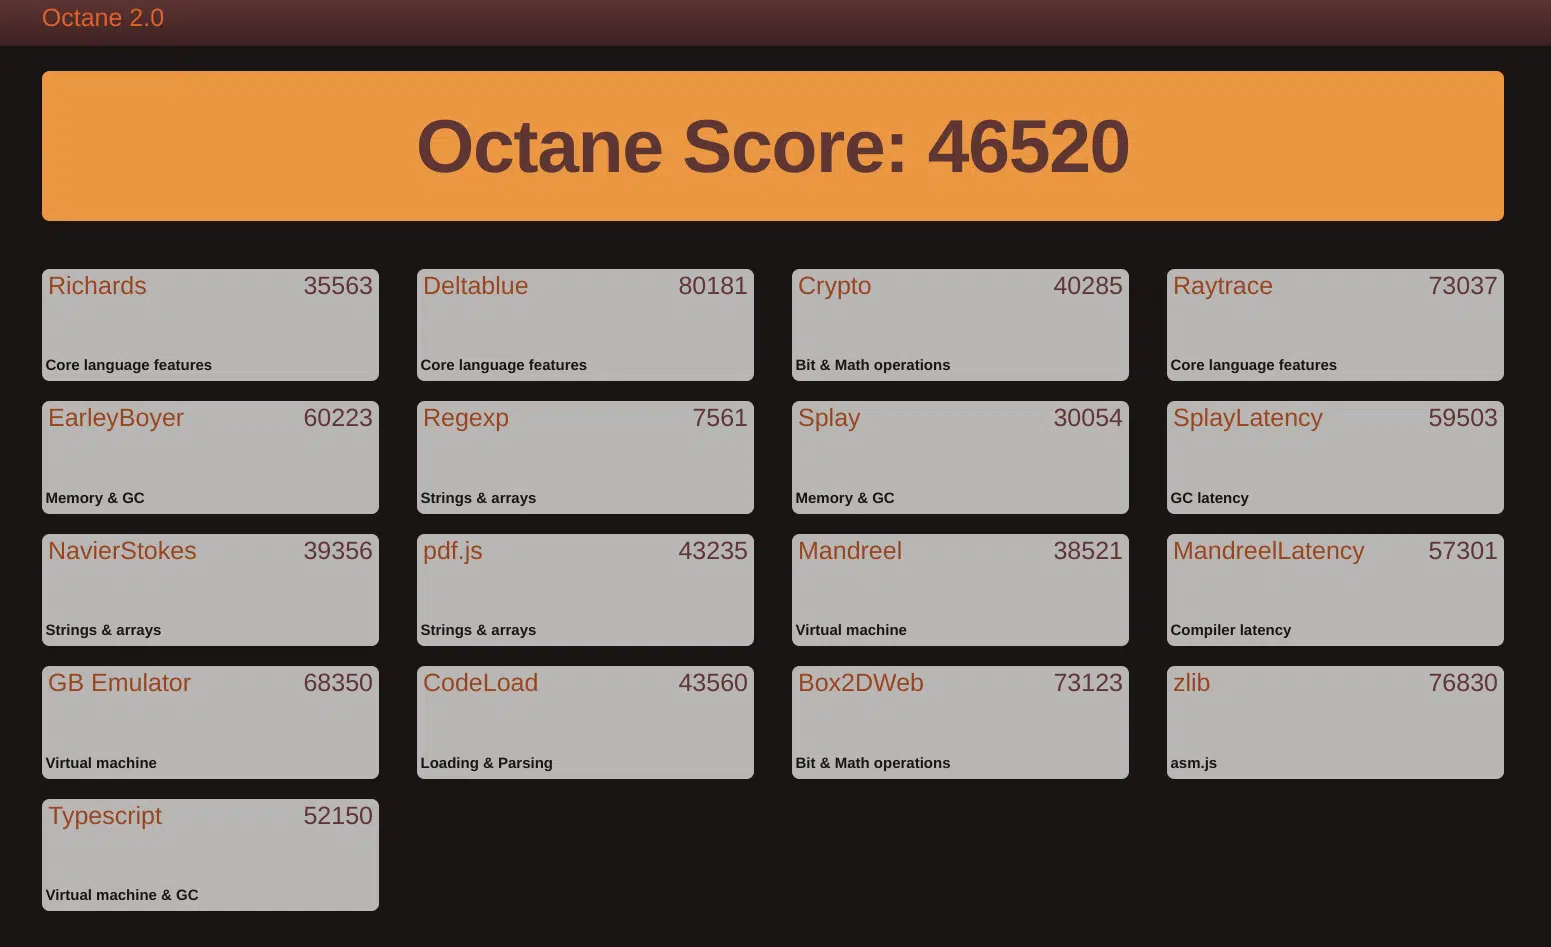 Octane 2.0
Octane Score: 46520
Richards 35563
Core language features
Deltablue 80181
Core language features
Crypto 40285
Bit & Math operations
Raytrace 73037
Core language features
EarleyBoyer 60223
Memory & GC
Regexp 7561
Strings & arrays
Splay 30054
Memory & GC
SplayLatency 59503
GC latency
NavierStokes 39356
Strings & arrays
pdf.js 43235
Strings & arrays
Mandreel 38521
Virtual machine
MandreelLatency 57301
Compiler latency
GB Emulator 68350
Virtual machine
CodeLoad 43560
Loading & Parsing
Box2DWeb 73123
Bit & Math operations
zlib 76830
asm.js
Typescript 52150
Virtual machine & GC